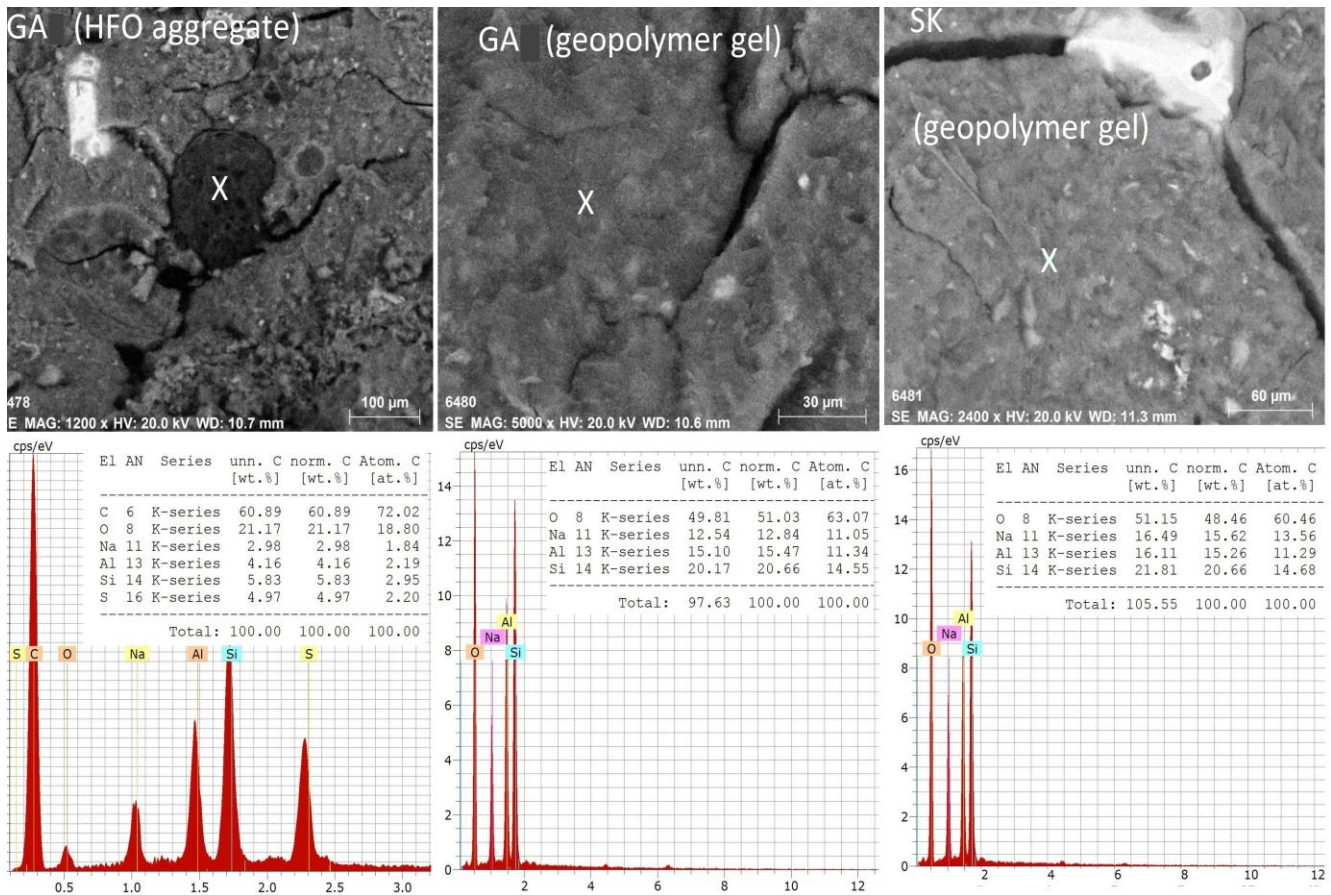 GA (HFO aggregate)
X
478
E MAG: 1200 x HV: 20.0 kV WD: 10.7 mm
100 µm
GA (geopolymer gel)
X
6480
SE MAG: 5000 x HV: 20.0 kV WD: 10.6 mm
30 µm
SK
(geopolymer gel)
X
6481
SE MAG: 2400 x HV: 20.0 kV WD: 11.3 mm
60 µm
cps/eV
El AN Series unn. C norm. C Atom. C
[wt.%] [wt.%] [at.%]
C 6 K-series 60.89 60.89 72.02
O 8 K-series 21.17 21.17 18.80
Na 11 K-series 2.98 2.98 1.84
Al 13 K-series 4.16 4.16 2.19
Si 14 K-series 5.83 5.83 2.95
S 16 K-series 4.97 4.97 2.20
Total: 100.00 100.00 100.00
S C O Na Al Si S
0.5 1.0 1.5 2.0 2.5 3.0
cps/eV
El AN Series unn. C norm. C Atom. C
[wt.%] [wt.%] [at.%]
O 8 K-series 49.81 51.03 63.07
Na 11 K-series 12.54 12.84 11.05
Al 13 K-series 15.10 15.47 11.34
Si 14 K-series 20.17 20.66 14.55
Total: 97.63 100.00 100.00
14
12
10
8
6
4
2
0
Al
Na
O Si
2 4 6 8 10 12
cps/eV
El AN Series unn. C norm. C Atom. C
[wt.%] [wt.%] [at.%]
O 8 K-series 51.15 48.46 60.46
Na 11 K-series 16.49 15.62 13.56
Al 13 K-series 16.11 15.26 11.29
Si 14 K-series 21.81 20.66 14.68
Total: 105.55 100.00 100.00
16
14
12
10
8
6
4
2
0
Al
Na
O Si
2 4 6 8 10 12